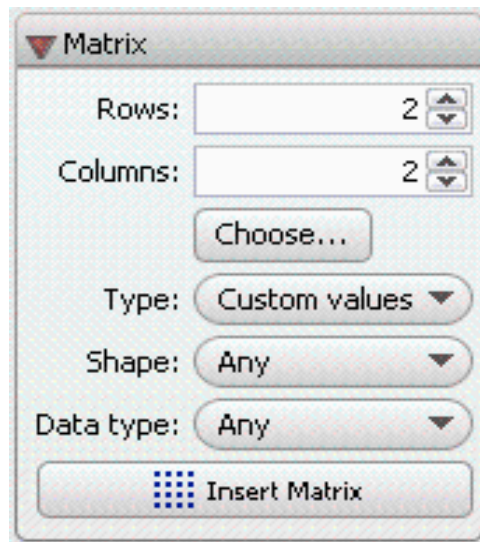 Matrix
Rows: 2
Columns: 2
Choose...
Type: Custom values
Shape: Any
Data type: Any
Insert Matrix